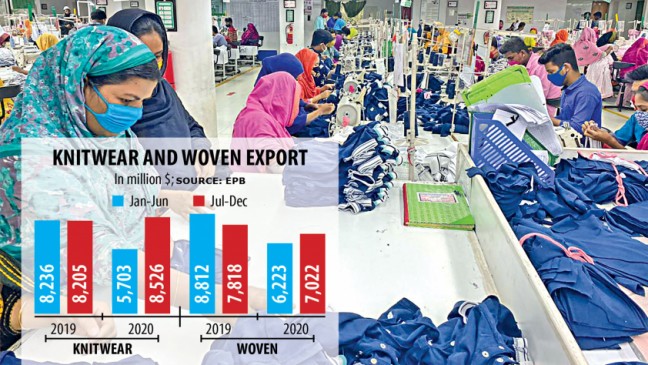 KNITWEAR AND WOVEN EXPORT
In million $; SOURCE: EPB
Jan-Jun Jul-Dec
8,236 8,205 5,703 8,526 8,812 7,818 6,223 7,022
2019 2020 2019 2020
KNITWEAR WOVEN